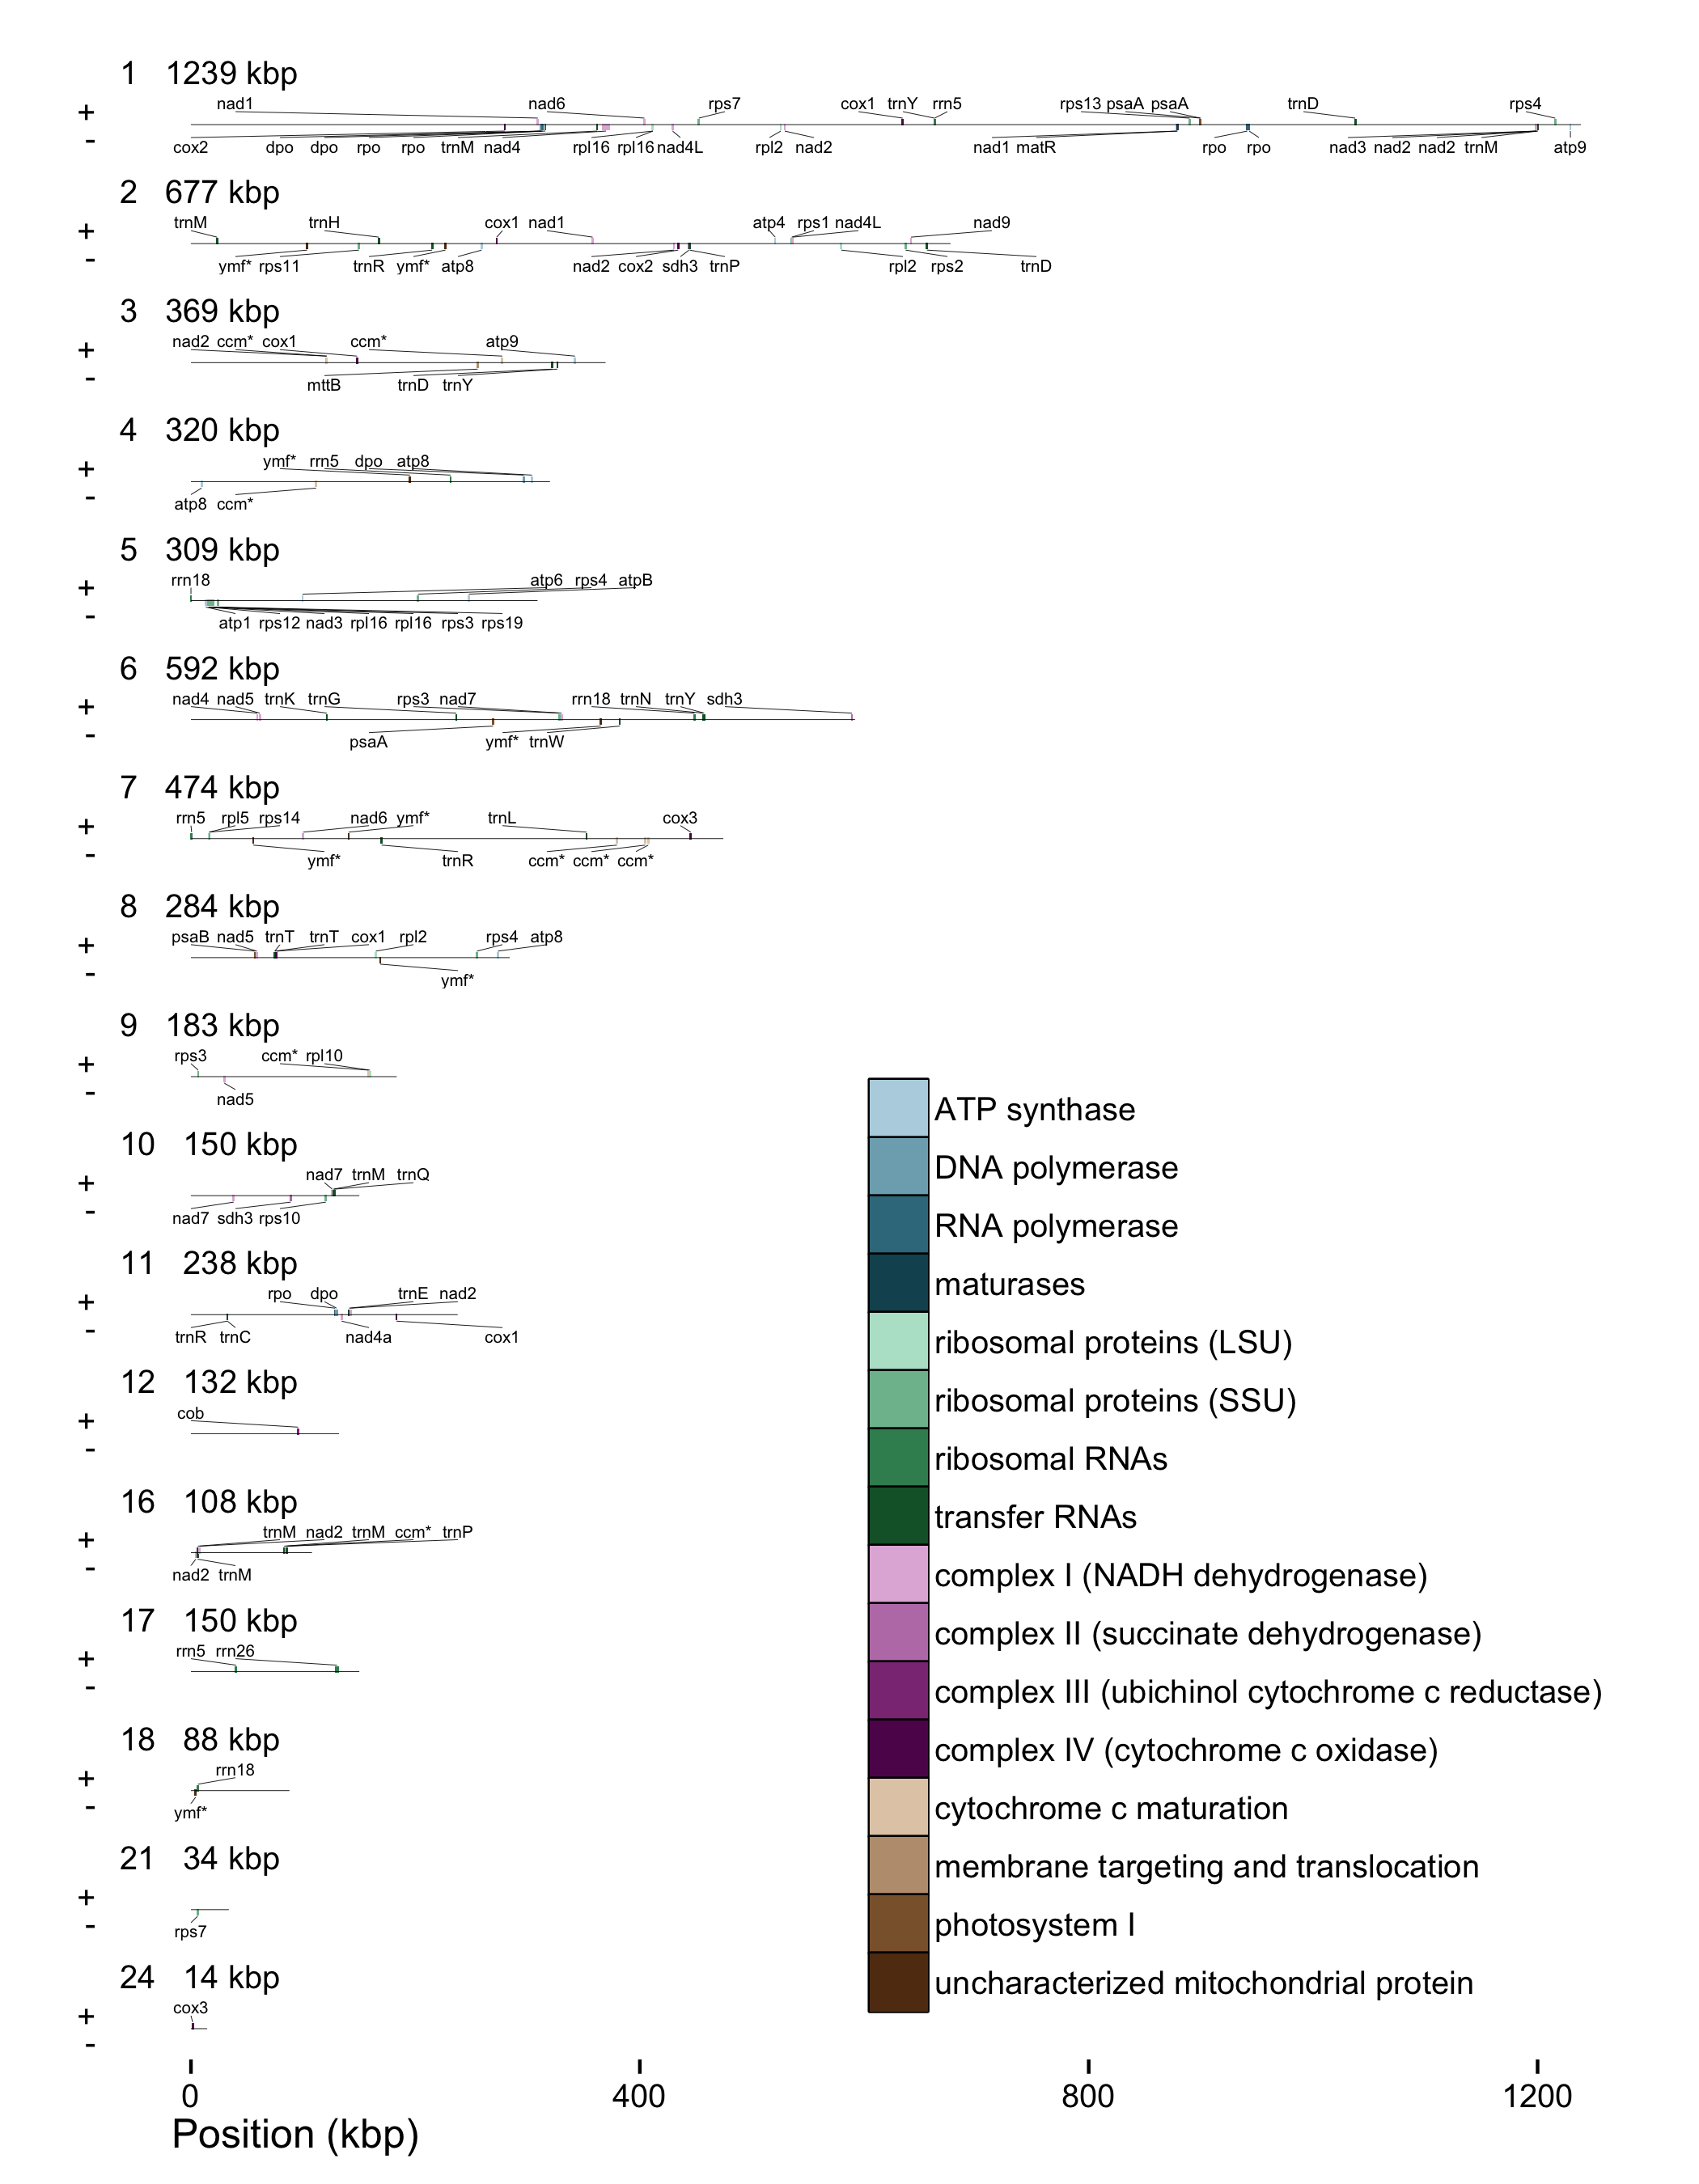 1 1239 kbp
nad1 nad6 rps7 cox1 trnY rrn5 rps13 psaA psaA trnD rps4
+
-
cox2 dpo dpo rpo rpo trnM nad4 rpl16 rpl16 nad4L rpl2 nad2 nad1 matR rpo rpo nad3 nad2 nad2 trnM atp9
2 677 kbp
trnM trnH cox1 nad1 atp4 rps1 nad4L nad9
+
-
ymf* rps11 trnR ymf* atp8 nad2 cox2 sdh3 trnP rpl2 rps2 trnD
3 369 kbp
nad2 ccm* cox1 ccm* atp9
+
-
mttB trnD trnY
4 320 kbp
ymf* rrn5 dpo atp8
+
-
atp8 ccm*
5 309 kbp
rrn18 atp6 rps4 atpB
+
-
atp1 rps12 nad3 rpl16 rpl16 rps3 rps19
6 592 kbp
nad4 nad5 trnK trnG rps3 nad7 rrn18 trnN trnY sdh3
+
-
psaA ymf* trnW
7 474 kbp
rrn5 rpl5 rps14 nad6 ymf* trnL cox3
+
-
ymf* trnR ccm* ccm* ccm*
8 284 kbp
psaB nad5 trnT trnT cox1 rpl2 rps4 atp8
+
-
ymf*
9 183 kbp
rps3 ccm* rpl10
+
-
nad5
10 150 kbp
nad7 trnM trnQ
+
-
nad7 sdh3 rps10
11 238 kbp
rpo dpo trnE nad2
+
-
trnR trnC nad4a cox1
12 132 kbp
cob
+
-
16 108 kbp
trnM nad2 trnM ccm* trnP
+
-
nad2 trnM
17 150 kbp
rrn5 rrn26
+
-
18 88 kbp
rrn18
+
-
ymf*
21 34 kbp
+
-
rps7
24 14 kbp
cox3
+
-
0 400 800 1200
Position (kbp)
ATP synthase
DNA polymerase
RNA polymerase
maturases
ribosomal proteins (LSU)
ribosomal proteins (SSU)
ribosomal RNAs
transfer RNAs
complex I (NADH dehydrogenase)
complex II (succinate dehydrogenase)
complex III (ubichinol cytochrome c reductase)
complex IV (cytochrome c oxidase)
cytochrome c maturation
membrane targeting and translocation
photosystem I
uncharacterized mitochondrial protein